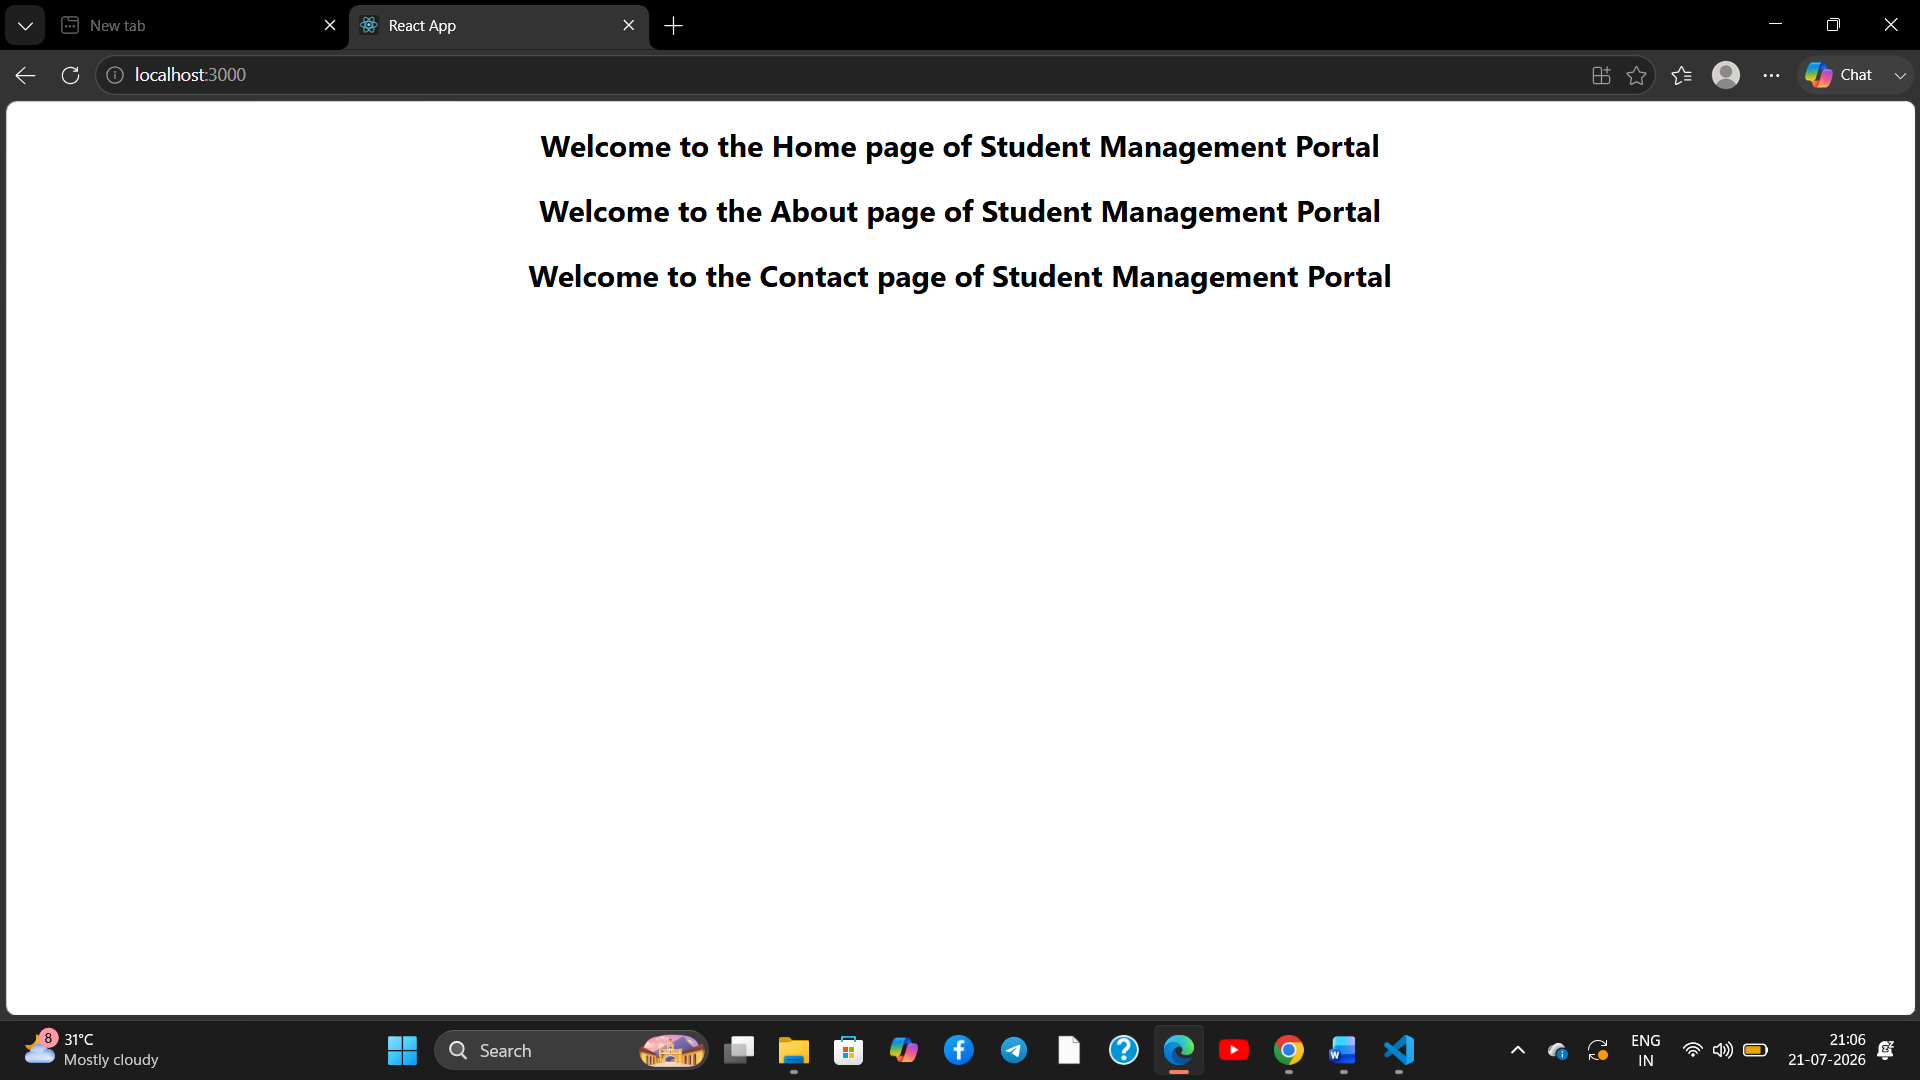 New tab
React App
localhost:3000
Chat
Welcome to the Home page of Student Management Portal
Welcome to the About page of Student Management Portal
Welcome to the Contact page of Student Management Portal
8
31°C
Mostly cloudy
Search
ENG
IN
21:06
21-07-2026